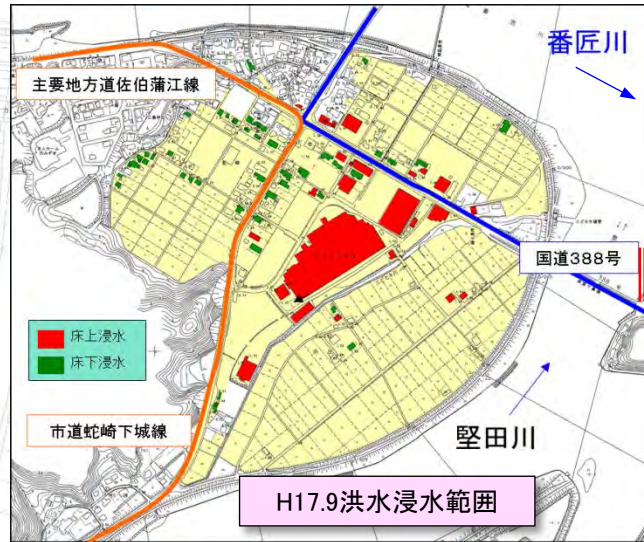 番匠川
主要地方道佐伯蒲江線
国道388号
床上浸水
床下浸水
市道蛇崎下城線
堅田川
H17.9洪水浸水範囲